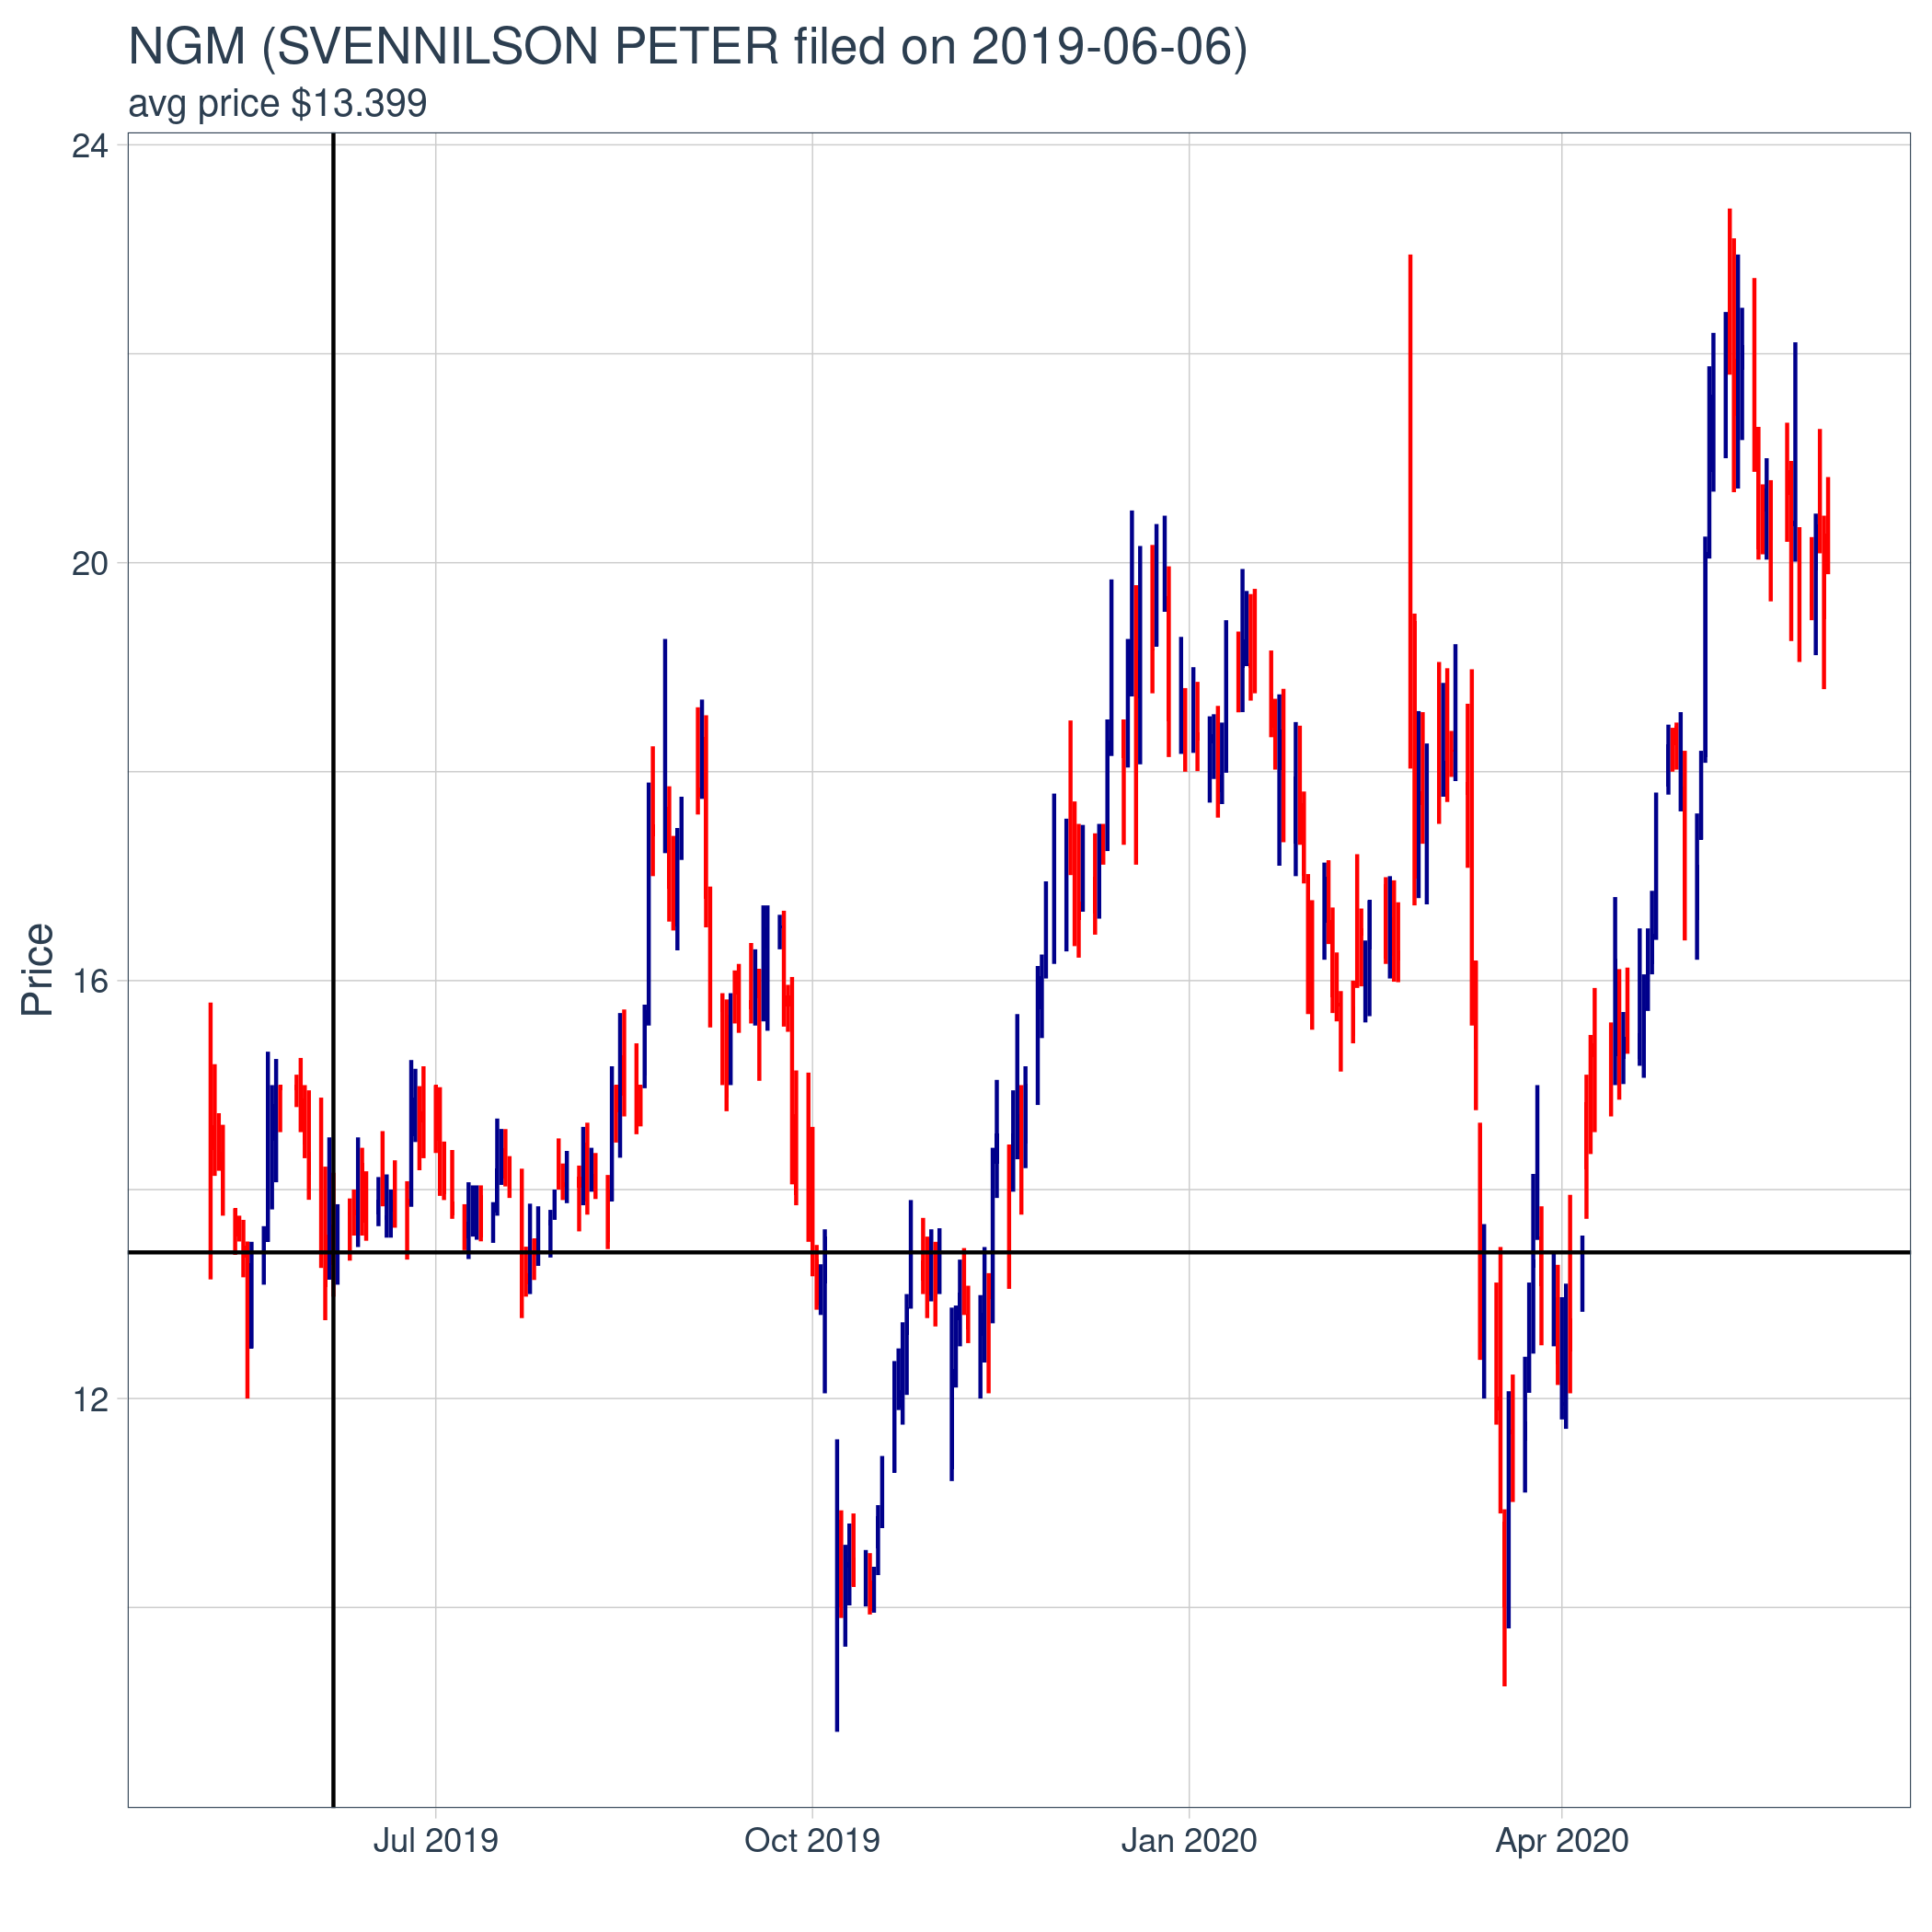 NGM (SVENNILSON PETER filed on 2019-06-06)
avg price $13.399
24
20
16
12
Price
Jul 2019
Oct 2019
Jan 2020
Apr 2020